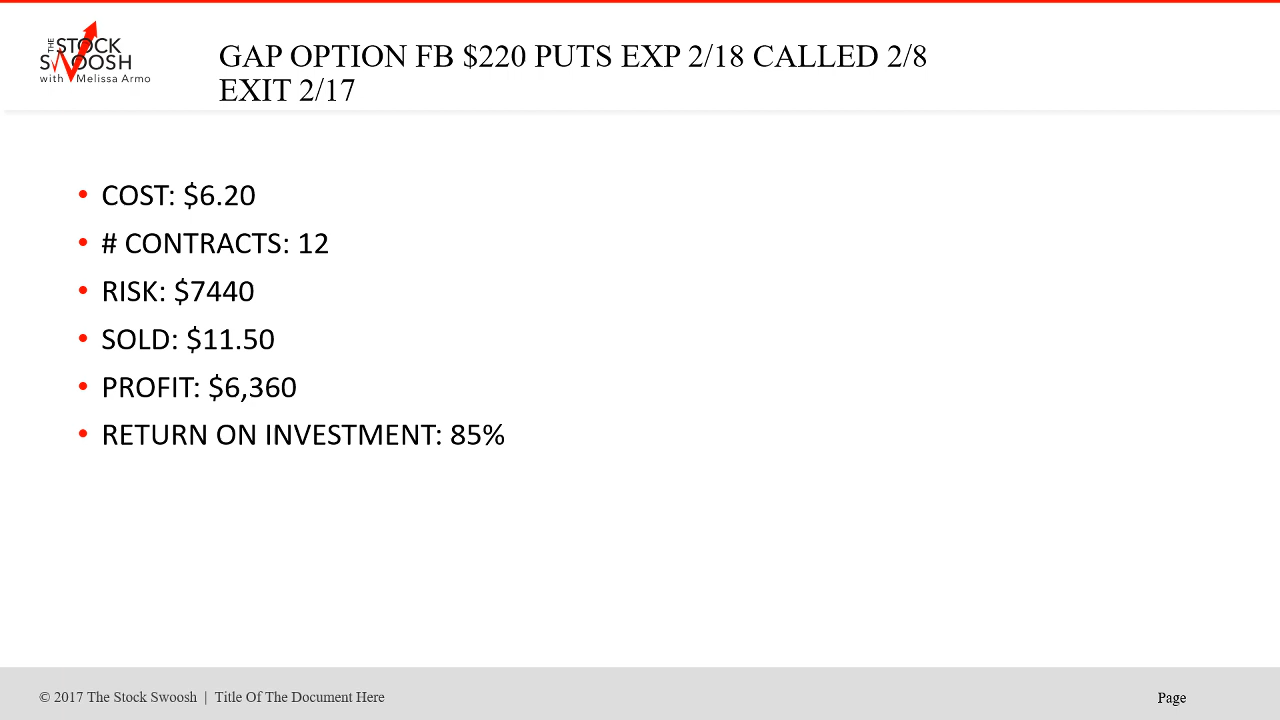 THE
STOCK
SWOOSH
with Melissa Armo
GAP OPTION FB $220 PUTS EXP 2/18 CALLED 2/8
EXIT 2/17
• COST: $6.20
• # CONTRACTS: 12
• RISK: $7440
• SOLD: $11.50
• PROFIT: $6,360
• RETURN ON INVESTMENT: 85%
© 2017 The Stock Swoosh | Title Of The Document Here
Page